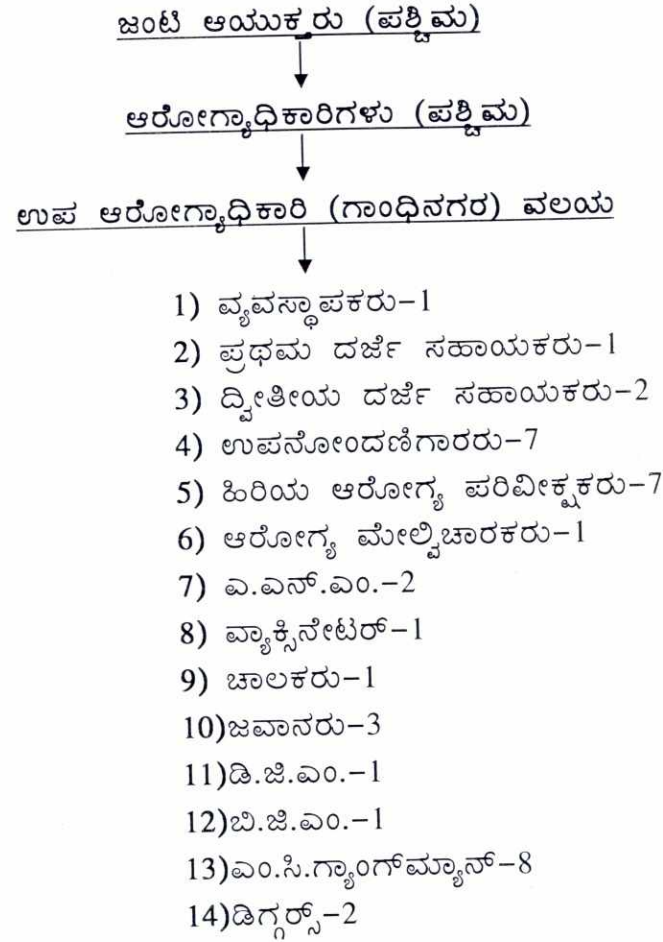 ಜಂಟಿ ಆಯುಕ್ತರು (ಪಶ್ಚಿಮ)
ಆರೋಗ್ಯಾಧಿಕಾರಿಗಳು (ಪಶ್ಚಿಮ)
ಉಪ ಆರೋಗ್ಯಾಧಿಕಾರಿ (ಗಾಂಧಿನಗರ) ವಲಯ
1) ವ್ಯವಸ್ಥಾಪಕರು-1
2) ಪ್ರಥಮ ದರ್ಜೆ ಸಹಾಯಕರು-1
3) ದ್ವಿತೀಯ ದರ್ಜೆ ಸಹಾಯಕರು-2
4) ಉಪನೋಂದಣಿಗಾರರು-7
5) ಹಿರಿಯ ಆರೋಗ್ಯ ಪರಿವೀಕ್ಷಕರು-7
6) ಆರೋಗ್ಯ ಮೇಲ್ವಿಚಾರಕರು-1
7) ಎ.ಎನ್.ಎಂ.-2
8) ವ್ಯಾಕ್ಸಿನೇಟರ್-1
9) ಚಾಲಕರು-1
10)ಜವಾನರು-3
11)ಡಿ.ಜಿ.ಎಂ.-1
12)ಬಿ.ಜಿ.ಎಂ.-1
13)ಎಂ.ಸಿ.ಗ್ಯಾಂಗ್‌ಮ್ಯಾನ್-8
14)ಡಿಗ್ಗರ್ಸ್-2